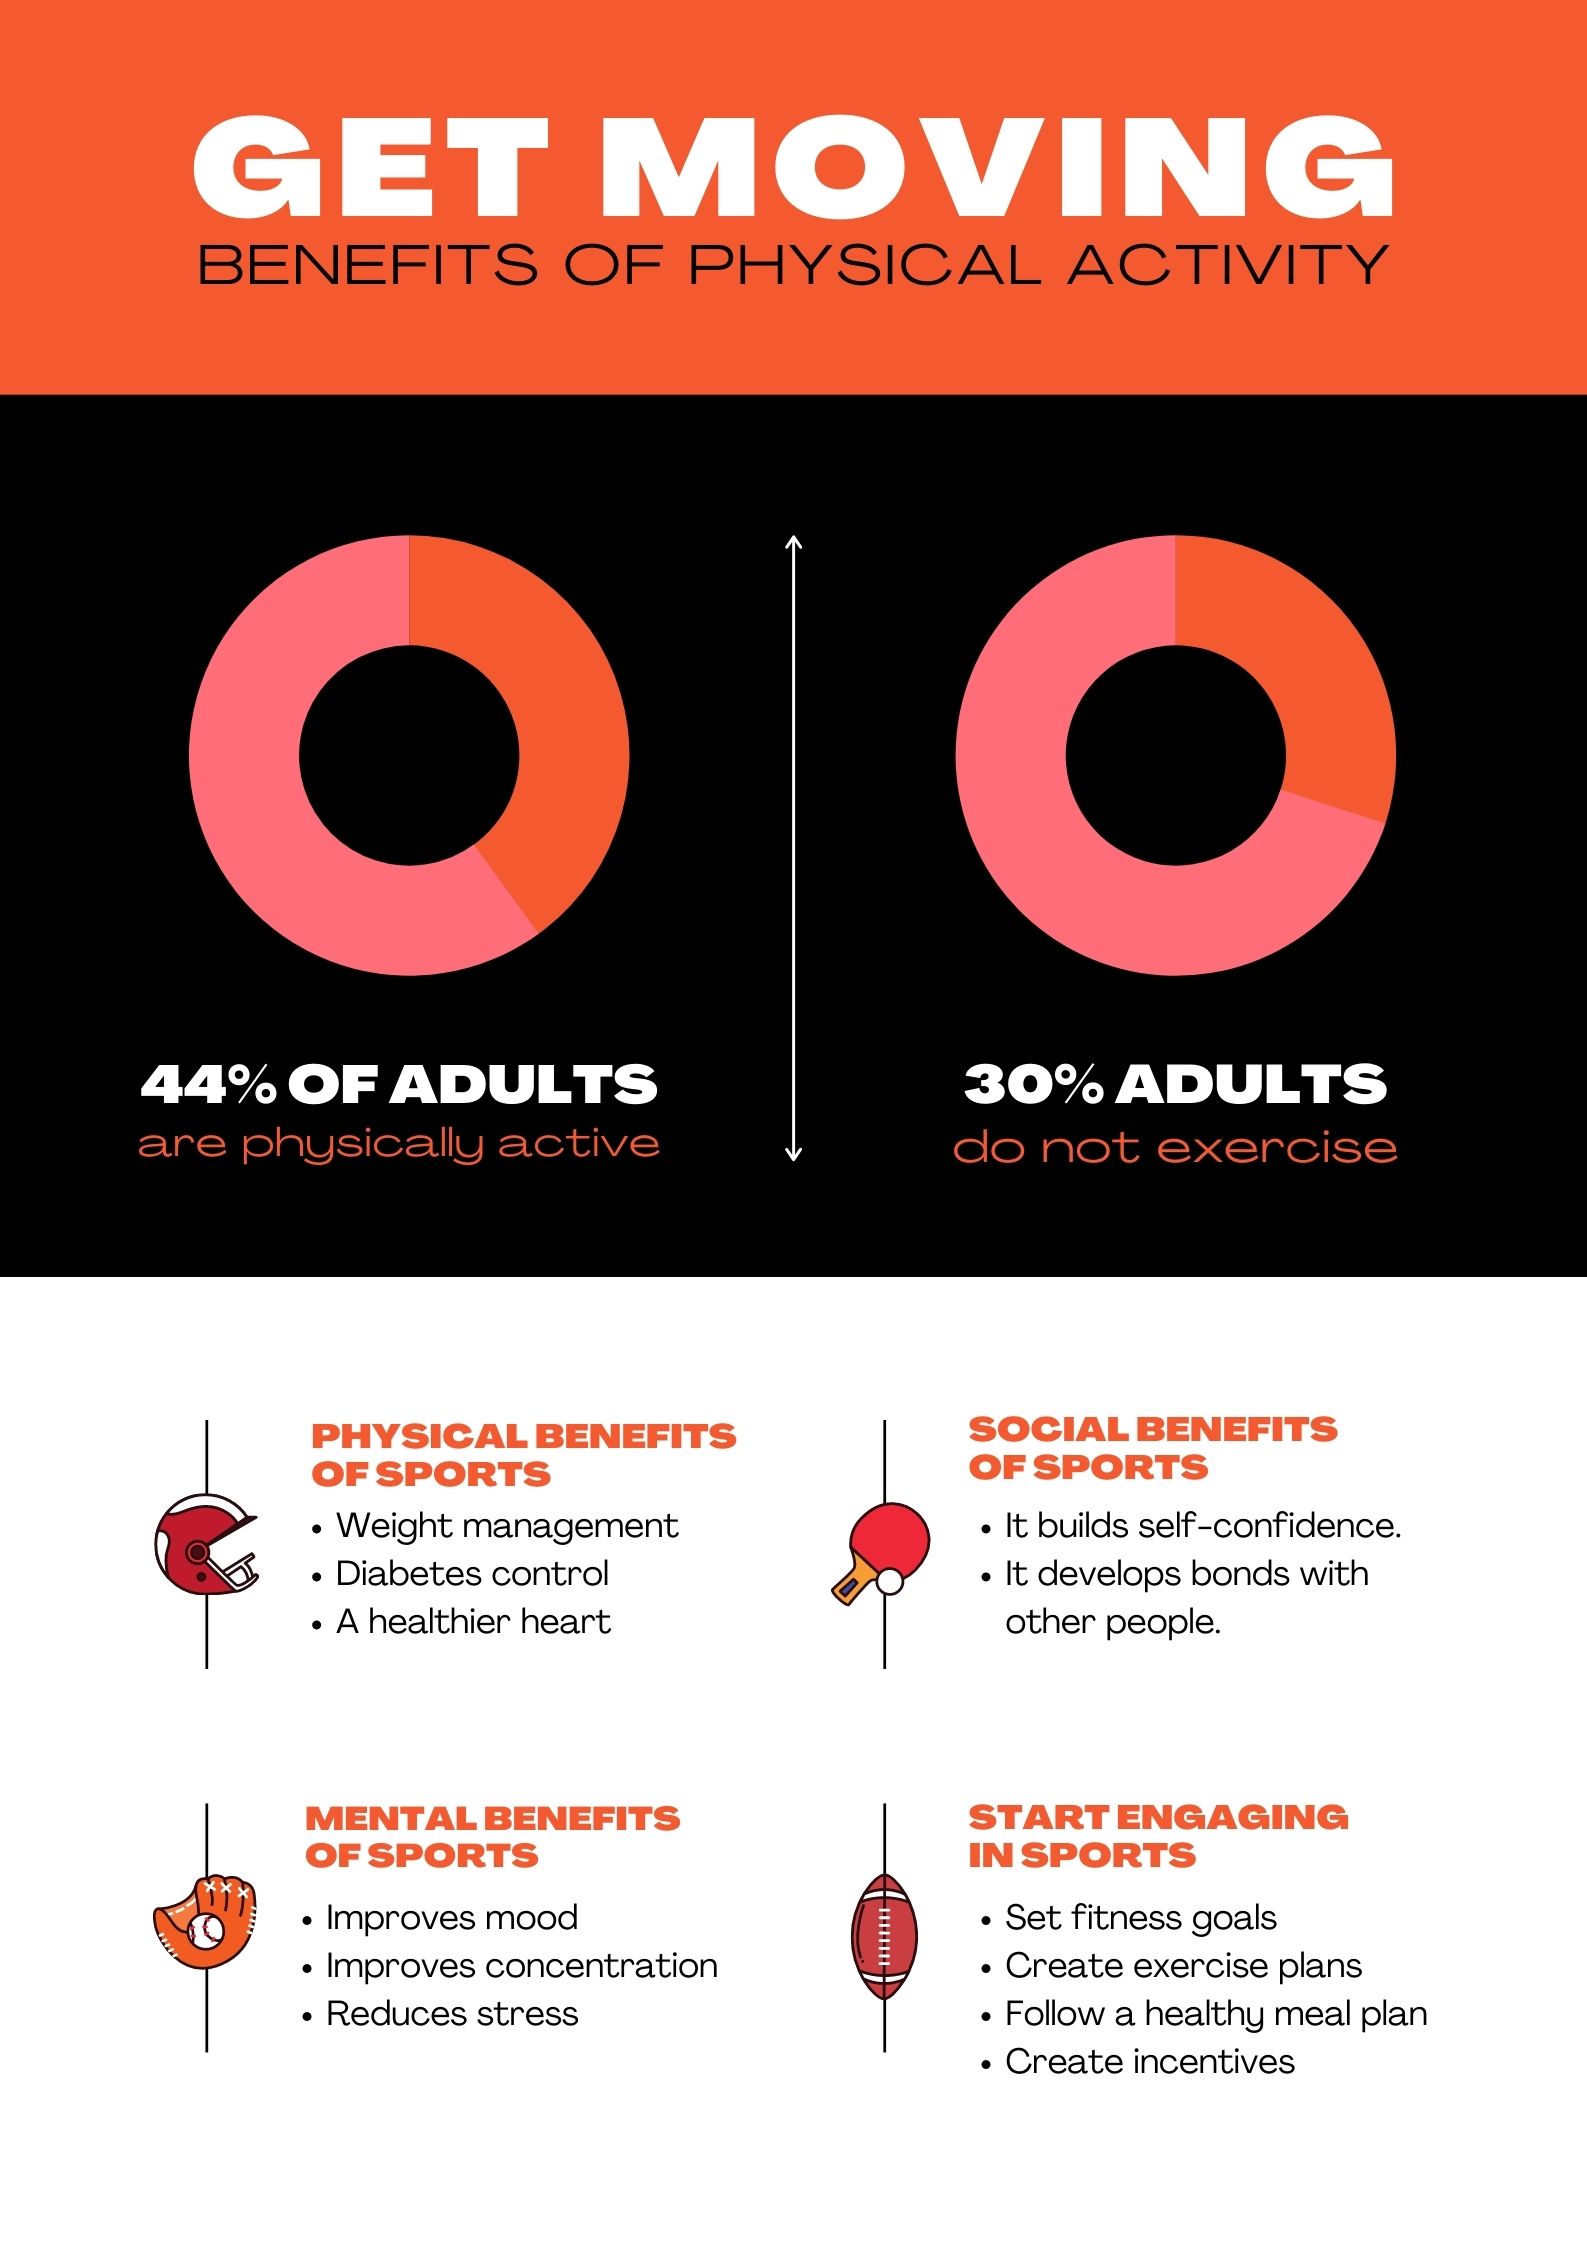 GET MOVING
BENEFITS OF PHYSICAL ACTIVITY
44% OF ADULTS
are physically active
30% ADULTS
do not exercise
PHYSICAL BENEFITS
OF SPORTS
• Weight management
• Diabetes control
• A healthier heart
SOCIAL BENEFITS
OF SPORTS
• It builds self-confidence.
• It develops bonds with
other people.
MENTAL BENEFITS
OF SPORTS
• Improves mood
• Improves concentration
• Reduces stress
START ENGAGING
IN SPORTS
• Set fitness goals
• Create exercise plans
• Follow a healthy meal plan
• Create incentives